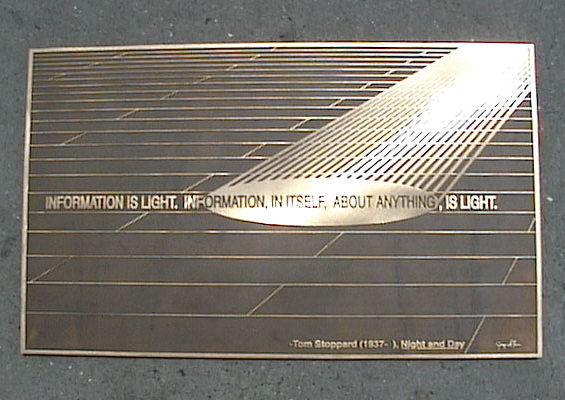 INFORMATION IS LIGHT. INFORMATION, IN ITSELF, ABOUT ANYTHING, IS LIGHT.
-Tom Stoppard (1937- ), Night and Day